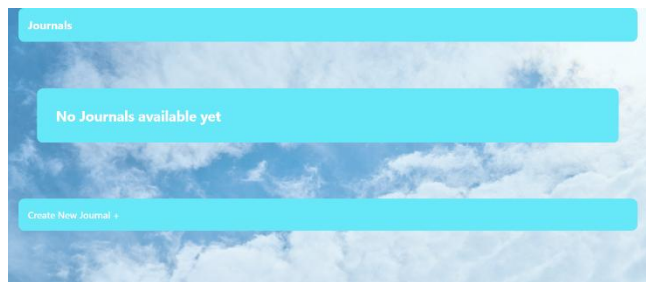 Journals
No Journals available yet
Create New Journal +